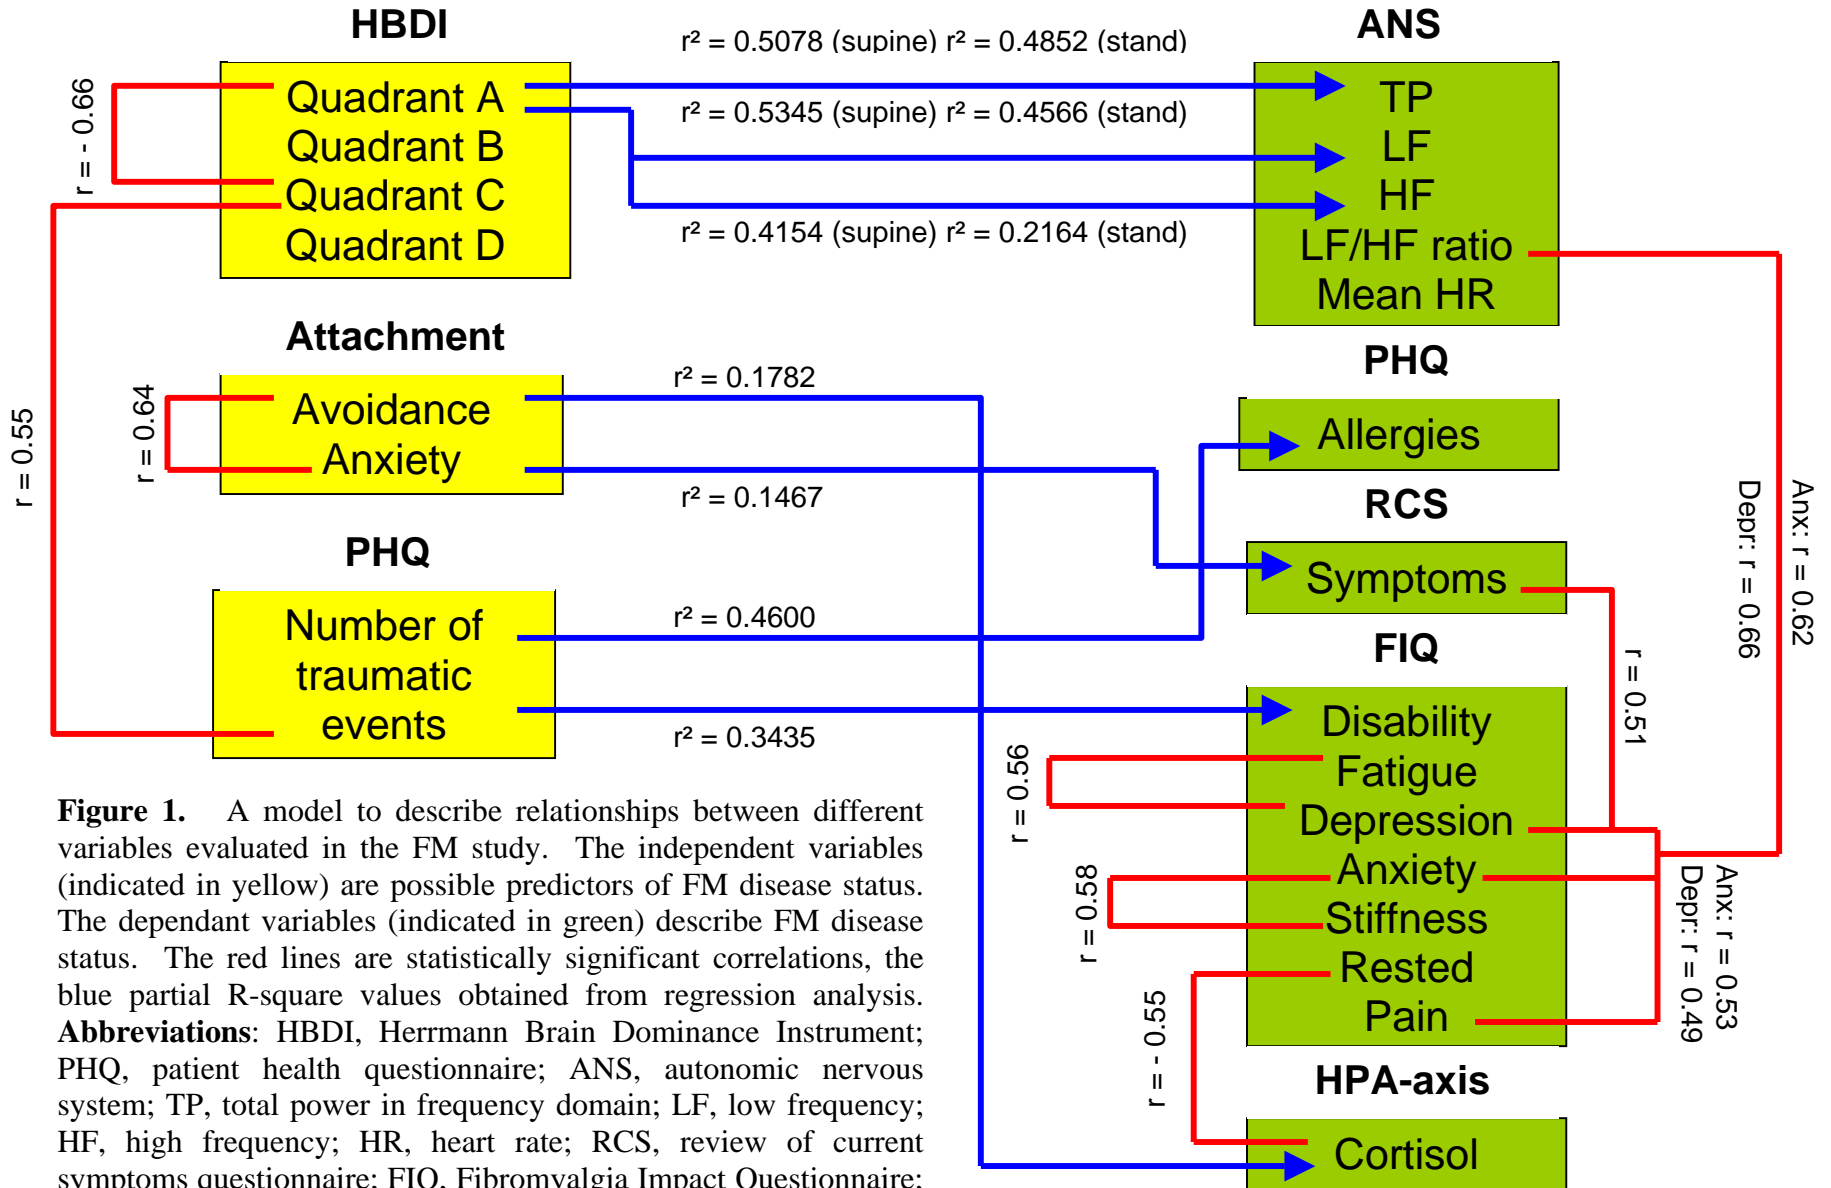 HBDI
Quadrant A
Quadrant B
Quadrant C
Quadrant D
r = - 0.66
r = 0.55
Attachment
Avoidance
Anxiety
r = 0.64
PHQ
Number of
traumatic
events
r² = 0.5078 (supine) r² = 0.4852 (stand)
r² = 0.5345 (supine) r² = 0.4566 (stand)
r² = 0.4154 (supine) r² = 0.2164 (stand)
r² = 0.1782
r² = 0.1467
r² = 0.4600
r² = 0.3435
ANS
TP
LF
HF
LF/HF ratio
Mean HR
PHQ
Allergies
RCS
Symptoms
FIQ
Disability
Fatigue
Depression
Anxiety
Stiffness
Rested
Pain
HPA-axis
Cortisol
r = 0.56
r = 0.58
r = - 0.55
r = 0.51
Anx: r = 0.62
Depr: r = 0.66
Anx: r = 0.53
Depr: r = 0.49
Figure 1. A model to describe relationships between different
variables evaluated in the FM study. The independent variables
(indicated in yellow) are possible predictors of FM disease status.
The dependant variables (indicated in green) describe FM disease
status. The red lines are statistically significant correlations, the
blue partial R-square values obtained from regression analysis.
Abbreviations: HBDI, Herrmann Brain Dominance Instrument;
PHQ, patient health questionnaire; ANS, autonomic nervous
system; TP, total power in frequency domain; LF, low frequency;
HF, high frequency; HR, heart rate; RCS, review of current
symptoms questionnaire; FIQ, Fibromyalgia Impact Questionnaire;